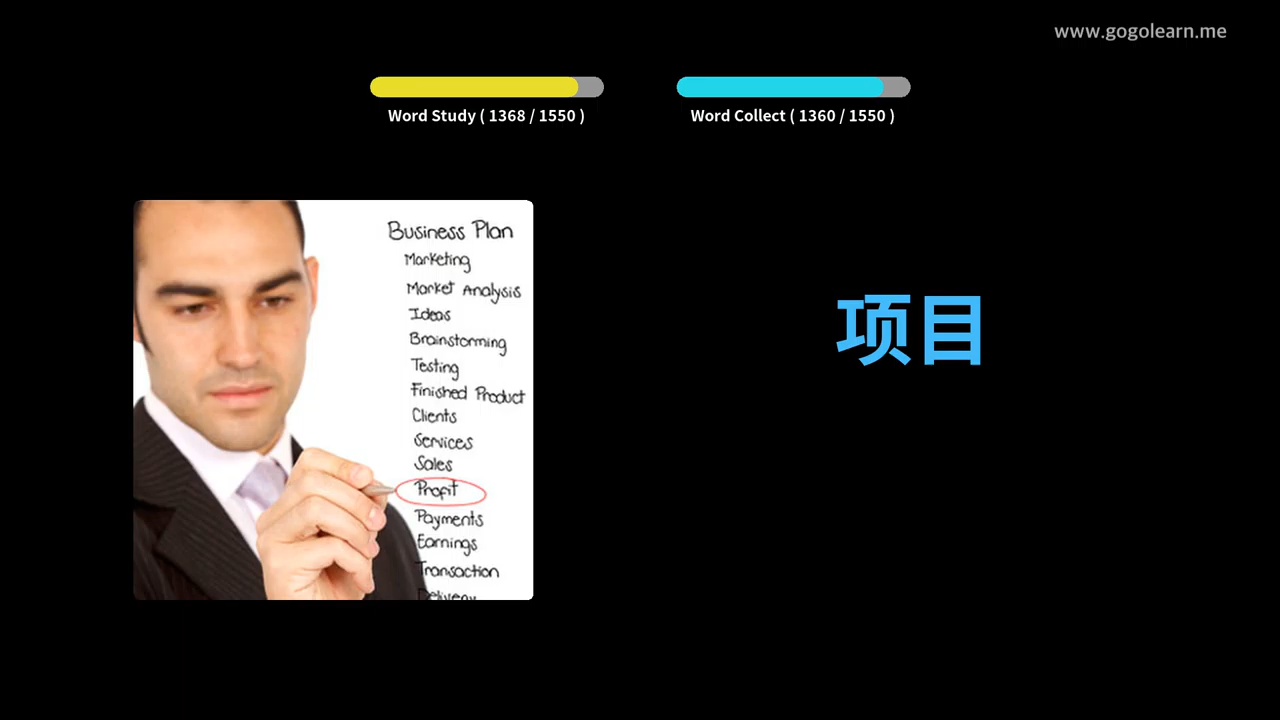 www.gogolearn.me
Word Study ( 1368 / 1550 )
Word Collect ( 1360 / 1550 )
Business Plan
Marketing
Market Analysis
Ideas
Brainstorming
Testing
Finished Product
Clients
Services
Sales
Profit
Payments
Earnings
Transaction
Delivery
项目